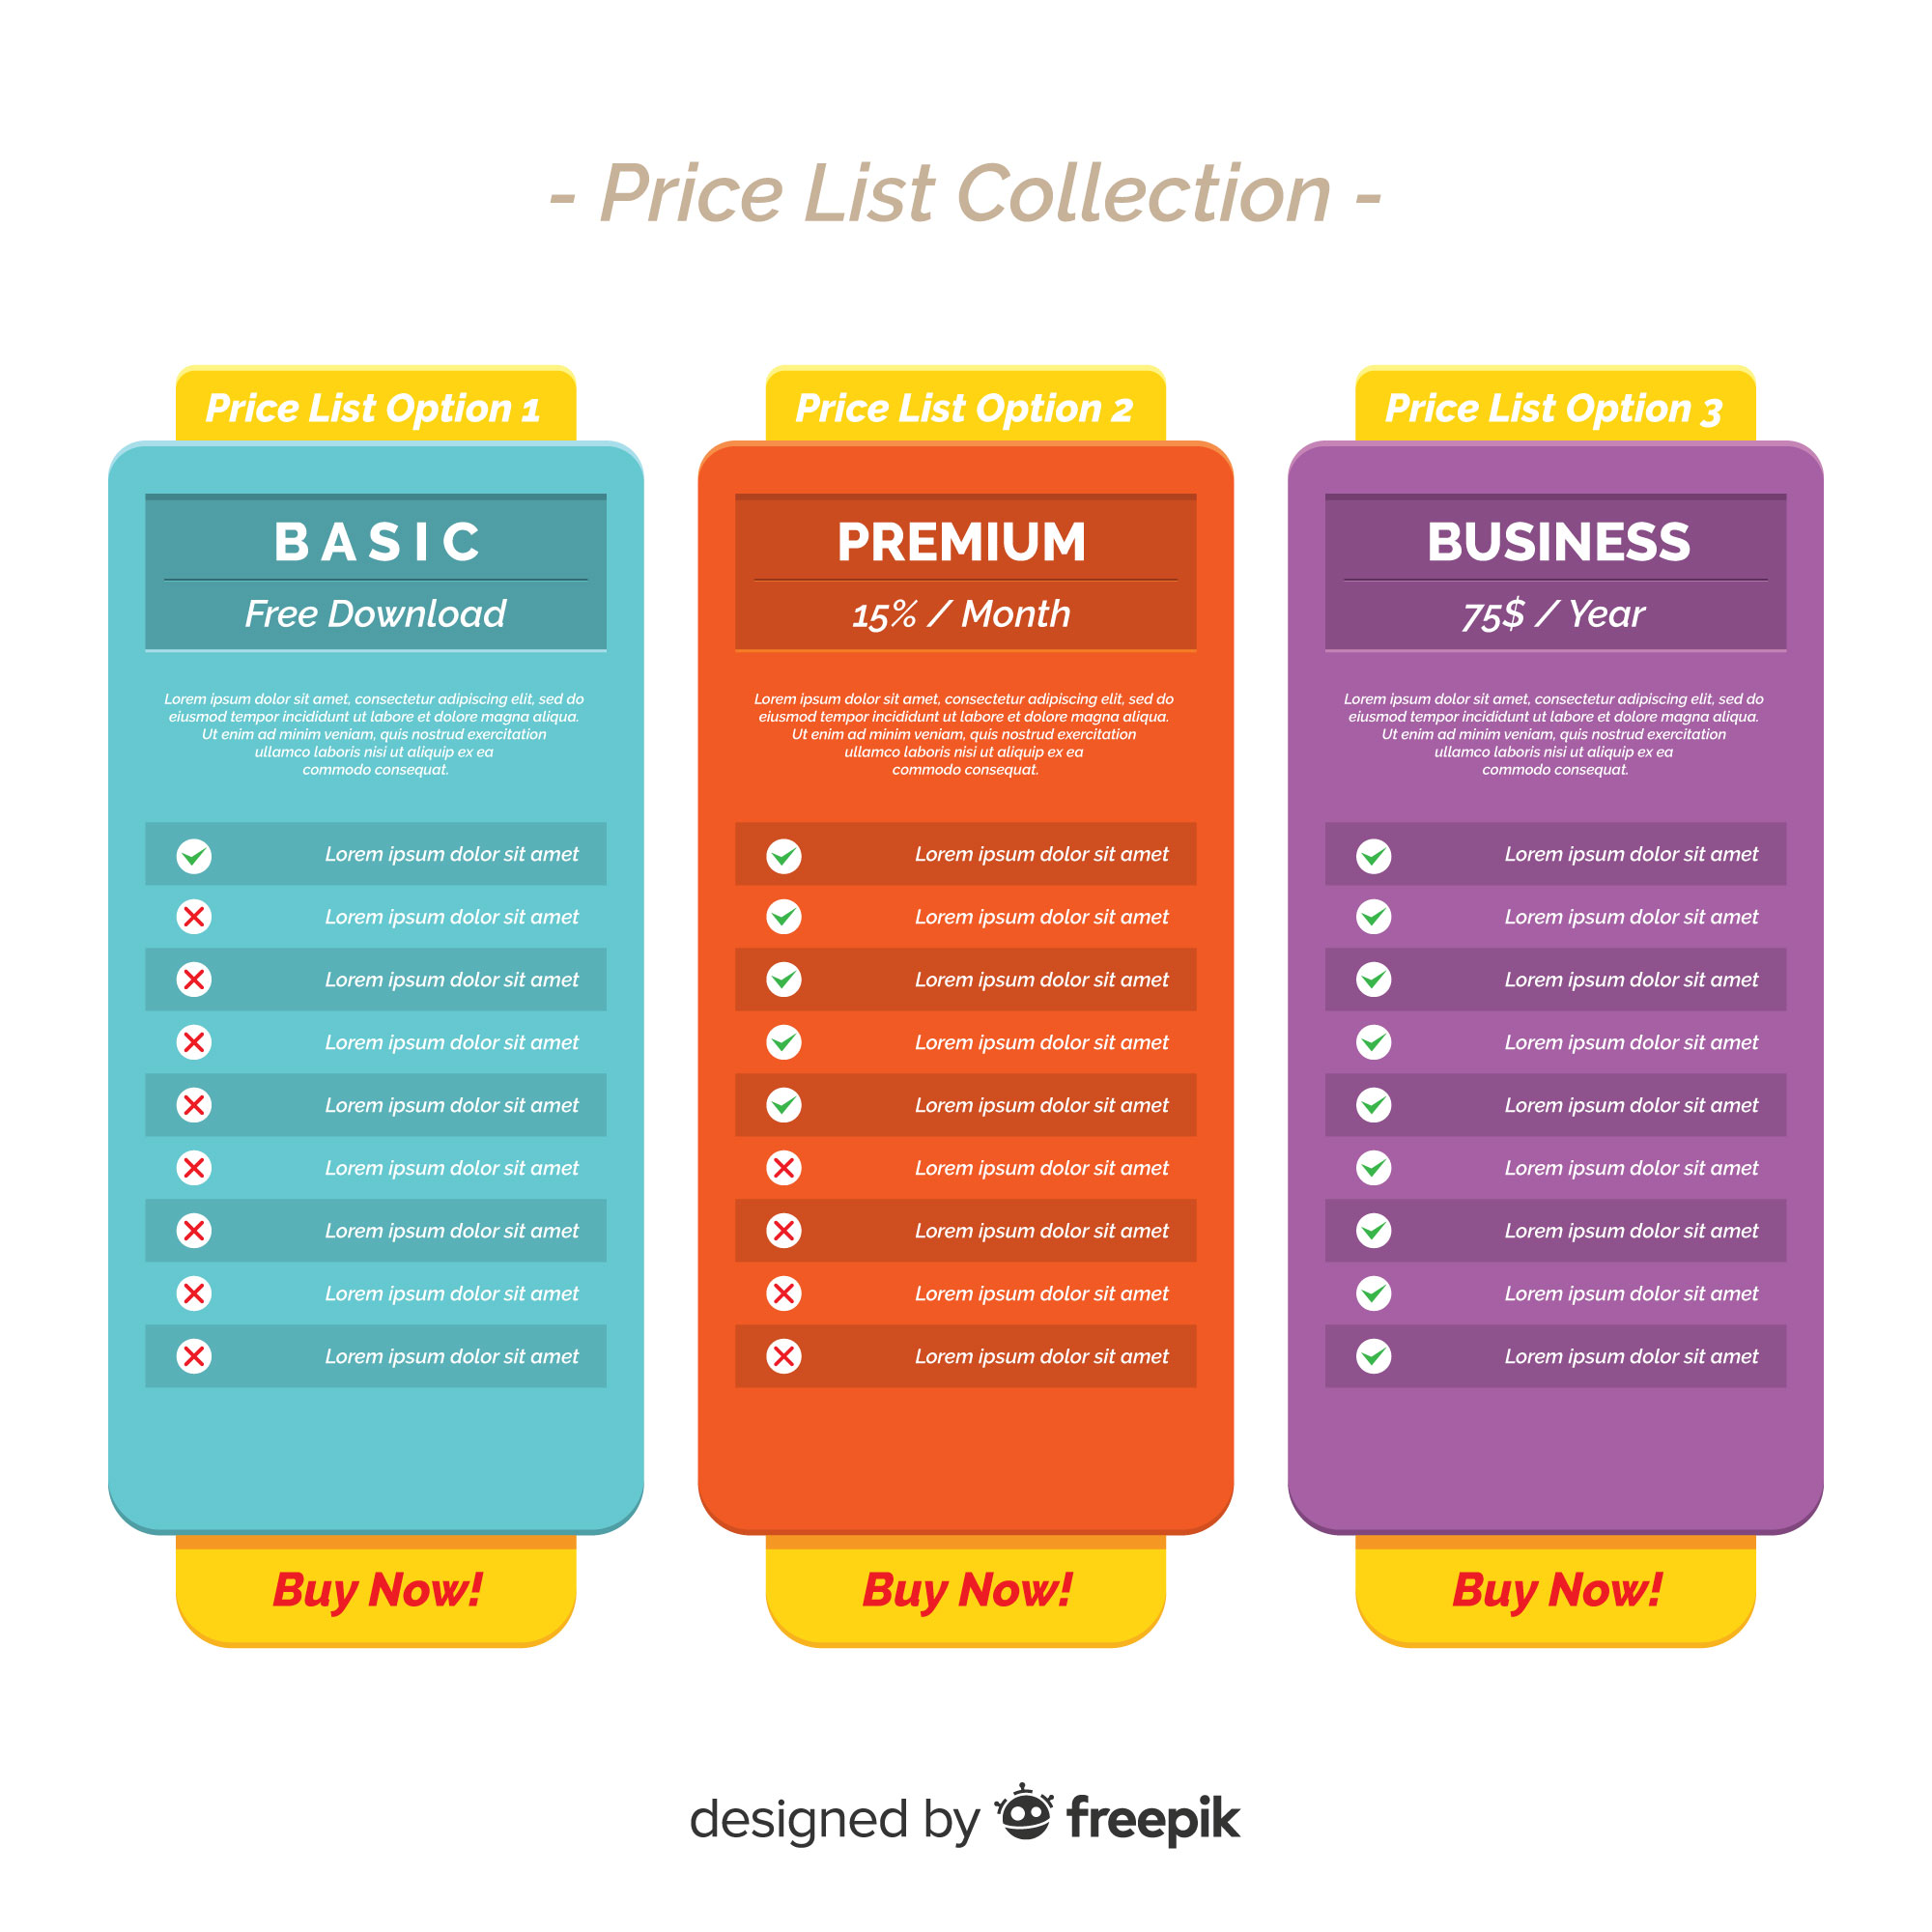 - Price List Collection -
Price List Option 1
BASIC
Free Download
Lorem ipsum dolor sit amet, consectetur adipiscing elit, sed do
eiusmod tempor incididunt ut labore et dolore magna aliqua.
Ut enim ad minim veniam, quis nostrud exercitation
ullamco laboris nisi ut aliquip ex ea
commodo consequat.
Lorem ipsum dolor sit amet
Lorem ipsum dolor sit amet
Lorem ipsum dolor sit amet
Lorem ipsum dolor sit amet
Lorem ipsum dolor sit amet
Lorem ipsum dolor sit amet
Lorem ipsum dolor sit amet
Lorem ipsum dolor sit amet
Lorem ipsum dolor sit amet
Buy Now!
Price List Option 2
PREMIUM
15% / Month
Lorem ipsum dolor sit amet, consectetur adipiscing elit, sed do
eiusmod tempor incididunt ut labore et dolore magna aliqua.
Ut enim ad minim veniam, quis nostrud exercitation
ullamco laboris nisi ut aliquip ex ea
commodo consequat.
Lorem ipsum dolor sit amet
Lorem ipsum dolor sit amet
Lorem ipsum dolor sit amet
Lorem ipsum dolor sit amet
Lorem ipsum dolor sit amet
Lorem ipsum dolor sit amet
Lorem ipsum dolor sit amet
Lorem ipsum dolor sit amet
Lorem ipsum dolor sit amet
Buy Now!
Price List Option 3
BUSINESS
75$ / Year
Lorem ipsum dolor sit amet, consectetur adipiscing elit, sed do
eiusmod tempor incididunt ut labore et dolore magna aliqua.
Ut enim ad minim veniam, quis nostrud exercitation
ullamco laboris nisi ut aliquip ex ea
commodo consequat.
Lorem ipsum dolor sit amet
Lorem ipsum dolor sit amet
Lorem ipsum dolor sit amet
Lorem ipsum dolor sit amet
Lorem ipsum dolor sit amet
Lorem ipsum dolor sit amet
Lorem ipsum dolor sit amet
Lorem ipsum dolor sit amet
Lorem ipsum dolor sit amet
Buy Now!
designed by freepik